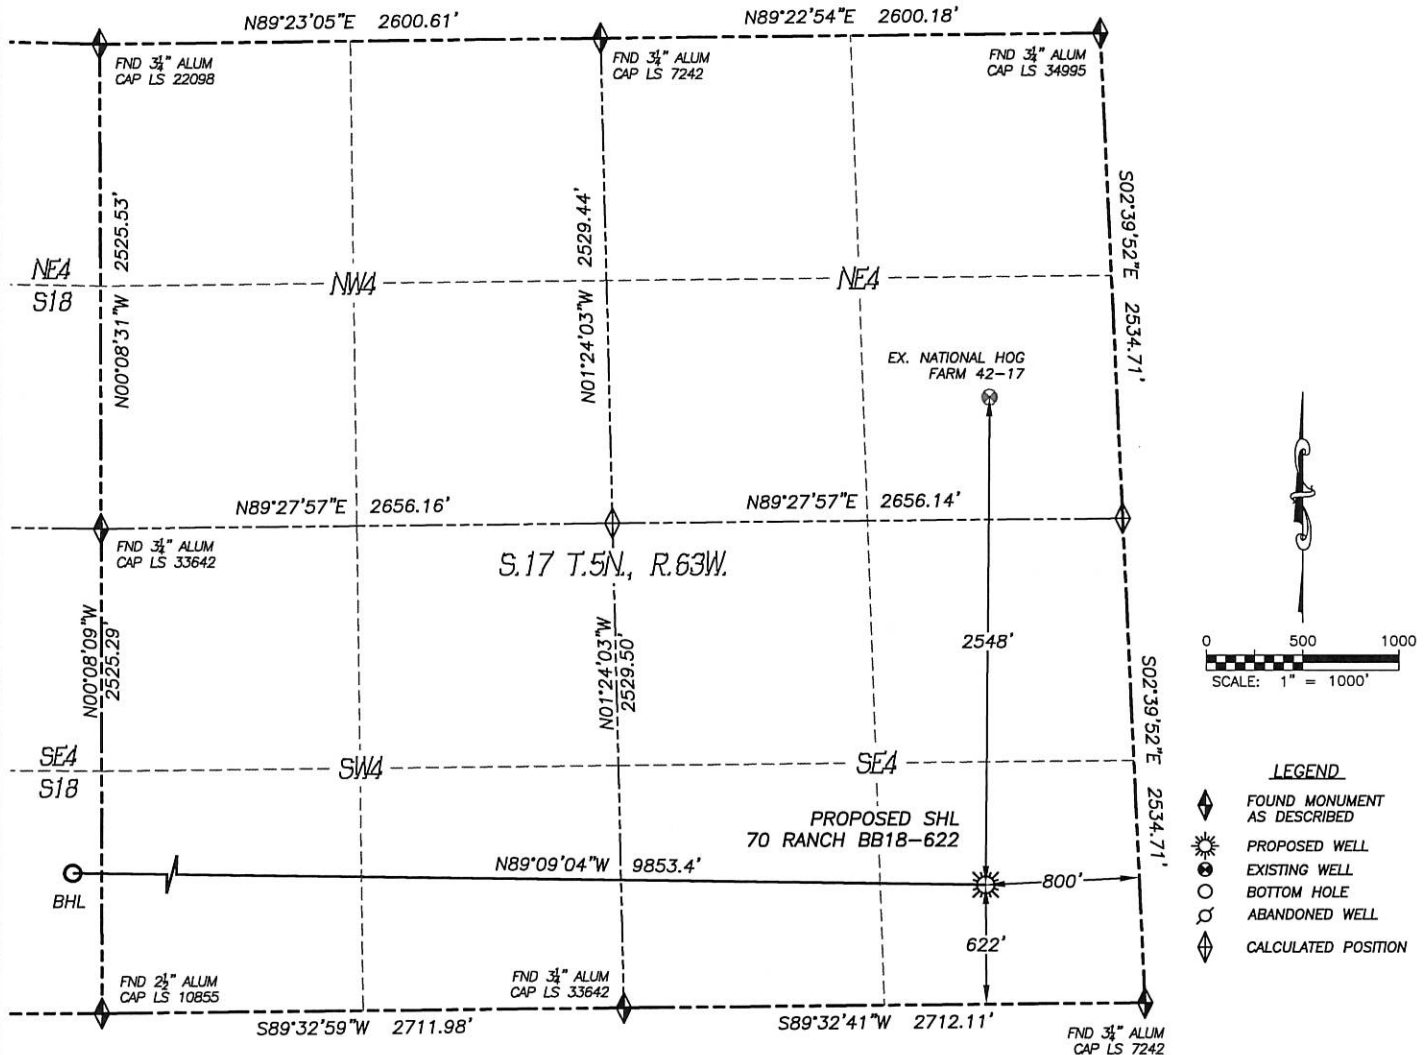 N89°23'05"E 2600.61'
N89°22'54"E 2600.18'
FND 3¼" ALUM
CAP LS 22098
FND 3¼" ALUM
CAP LS 7242
FND 3¼" ALUM
CAP LS 34995
N00°08'31"W 2525.53'
N01°24'03"W 2529.44'
S02°39'52"E 2534.71'
NE4
S18
NW4
NE4
EX. NATIONAL HOG
FARM 42-17
N89°27'57"E 2656.16'
N89°27'57"E 2656.14'
FND 3¼" ALUM
CAP LS 33642
S.17 T.5N., R.63W.
N00°08'09"W
2525.29'
N01°24'03"W
2529.50'
2548'
S02°39'52"E 2534.71'
0 500 1000
SCALE: 1" = 1000'
SE4
S18
SW4
SE4
PROPOSED SHL
70 RANCH BB18-622
N89°09'04"W 9853.4'
BHL
800'
622'
LEGEND
FOUND MONUMENT
AS DESCRIBED
PROPOSED WELL
EXISTING WELL
BOTTOM HOLE
ABANDONED WELL
CALCULATED POSITION
FND 2½" ALUM
CAP LS 10855
FND 3¼" ALUM
CAP LS 33642
S89°32'59"W 2711.98'
S89°32'41"W 2712.11'
FND 3¼" ALUM
CAP LS 7242